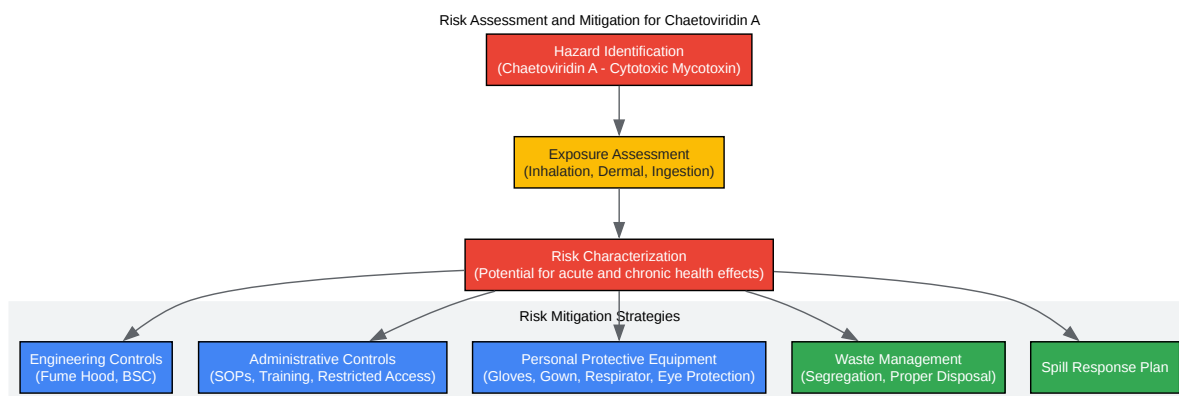 Risk Assessment and Mitigation for Chaetoviridin A
Hazard Identification
(Chaetoviridin A - Cytotoxic Mycotoxin)
Exposure Assessment
(Inhalation, Dermal, Ingestion)
Risk Characterization
(Potential for acute and chronic health effects)
Risk Mitigation Strategies
Engineering Controls
(Fume Hood, BSC)
Administrative Controls
(SOPs, Training, Restricted Access)
Personal Protective Equipment
(Gloves, Gown, Respirator, Eye Protection)
Waste Management
(Segregation, Proper Disposal)
Spill Response Plan